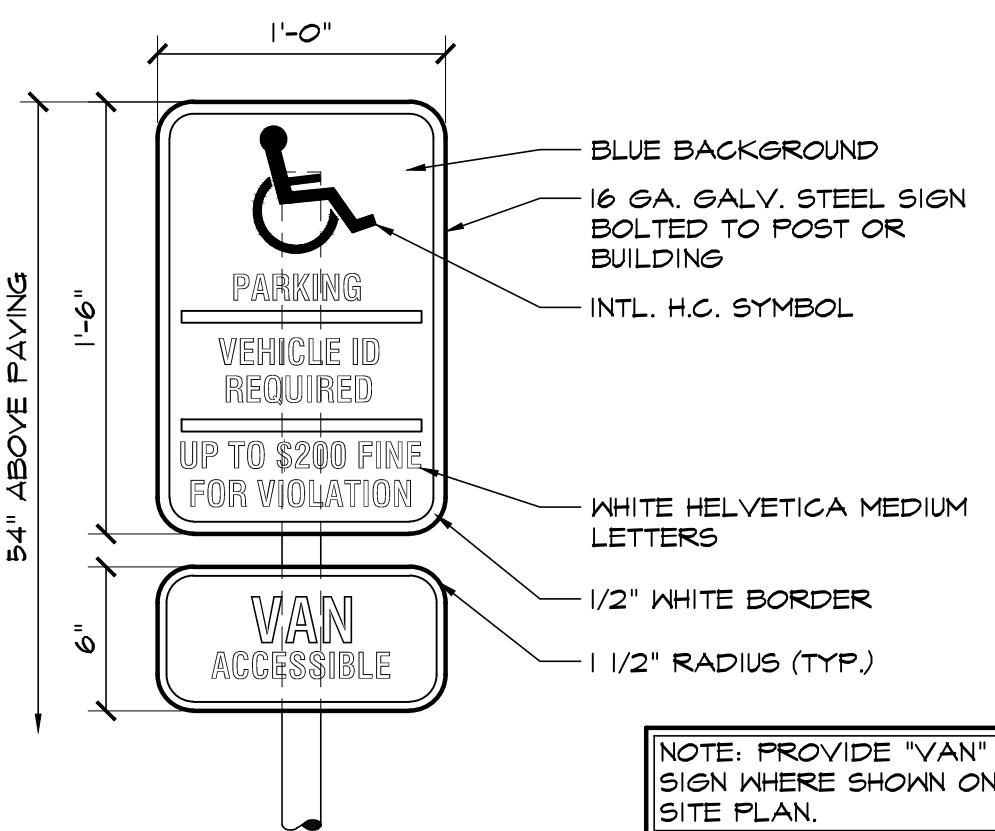 1'-0"
54" ABOVE PAVING
1'-6"
PARKING
VEHICLE ID
REQUIRED
UP TO $200 FINE
FOR VIOLATION
6"
VAN
ACCESSIBLE
BLUE BACKGROUND
16 GA. GALV. STEEL SIGN
BOLTED TO POST OR
BUILDING
INTL. H.C. SYMBOL
WHITE HELVETICA MEDIUM
LETTERS
1/2" WHITE BORDER
1 1/2" RADIUS (TYP.)
NOTE: PROVIDE "VAN"
SIGN WHERE SHOWN ON
SITE PLAN.